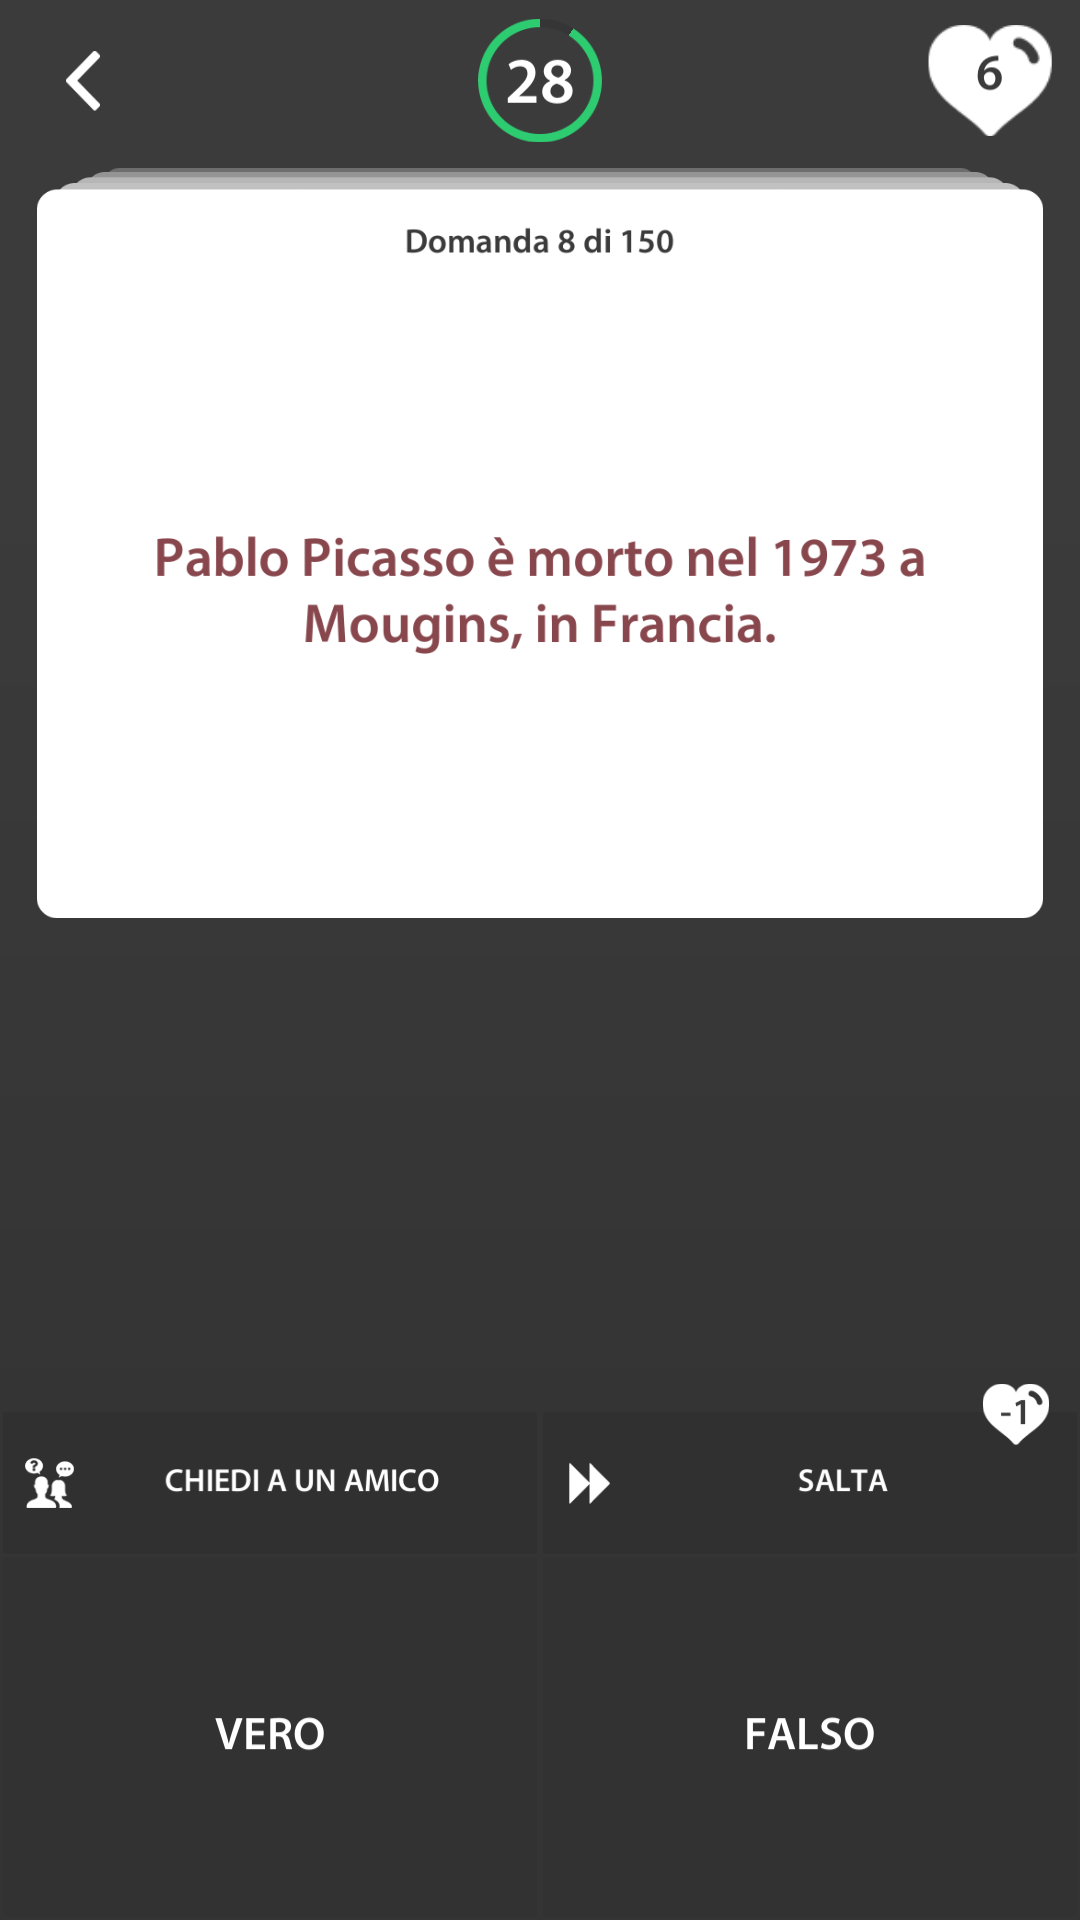 28
6
Domanda 8 di 150
Pablo Picasso è morto nel 1973 a
Mougins, in Francia.
-1
CHIEDI A UN AMICO
SALTA
VERO
FALSO